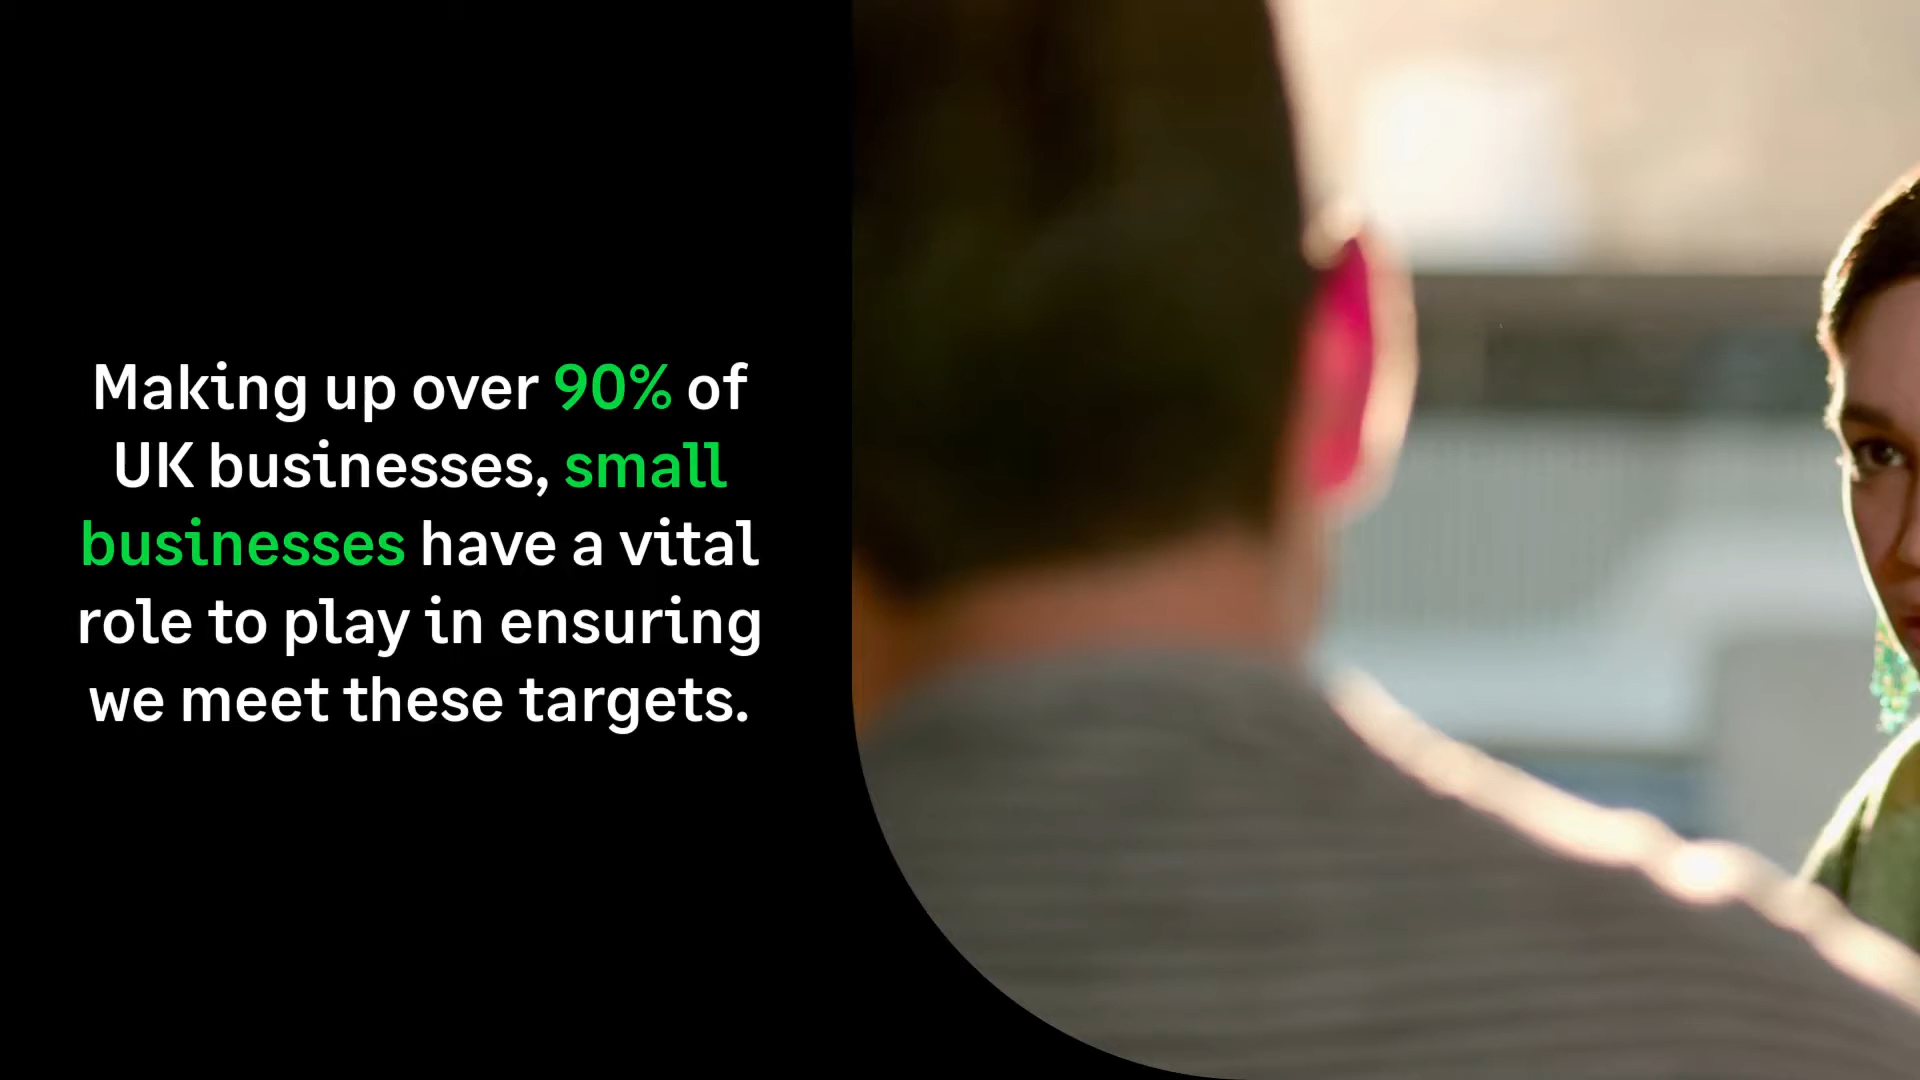 Making up over 90% of
UK businesses, small
businesses have a vital
role to play in ensuring
we meet these targets.